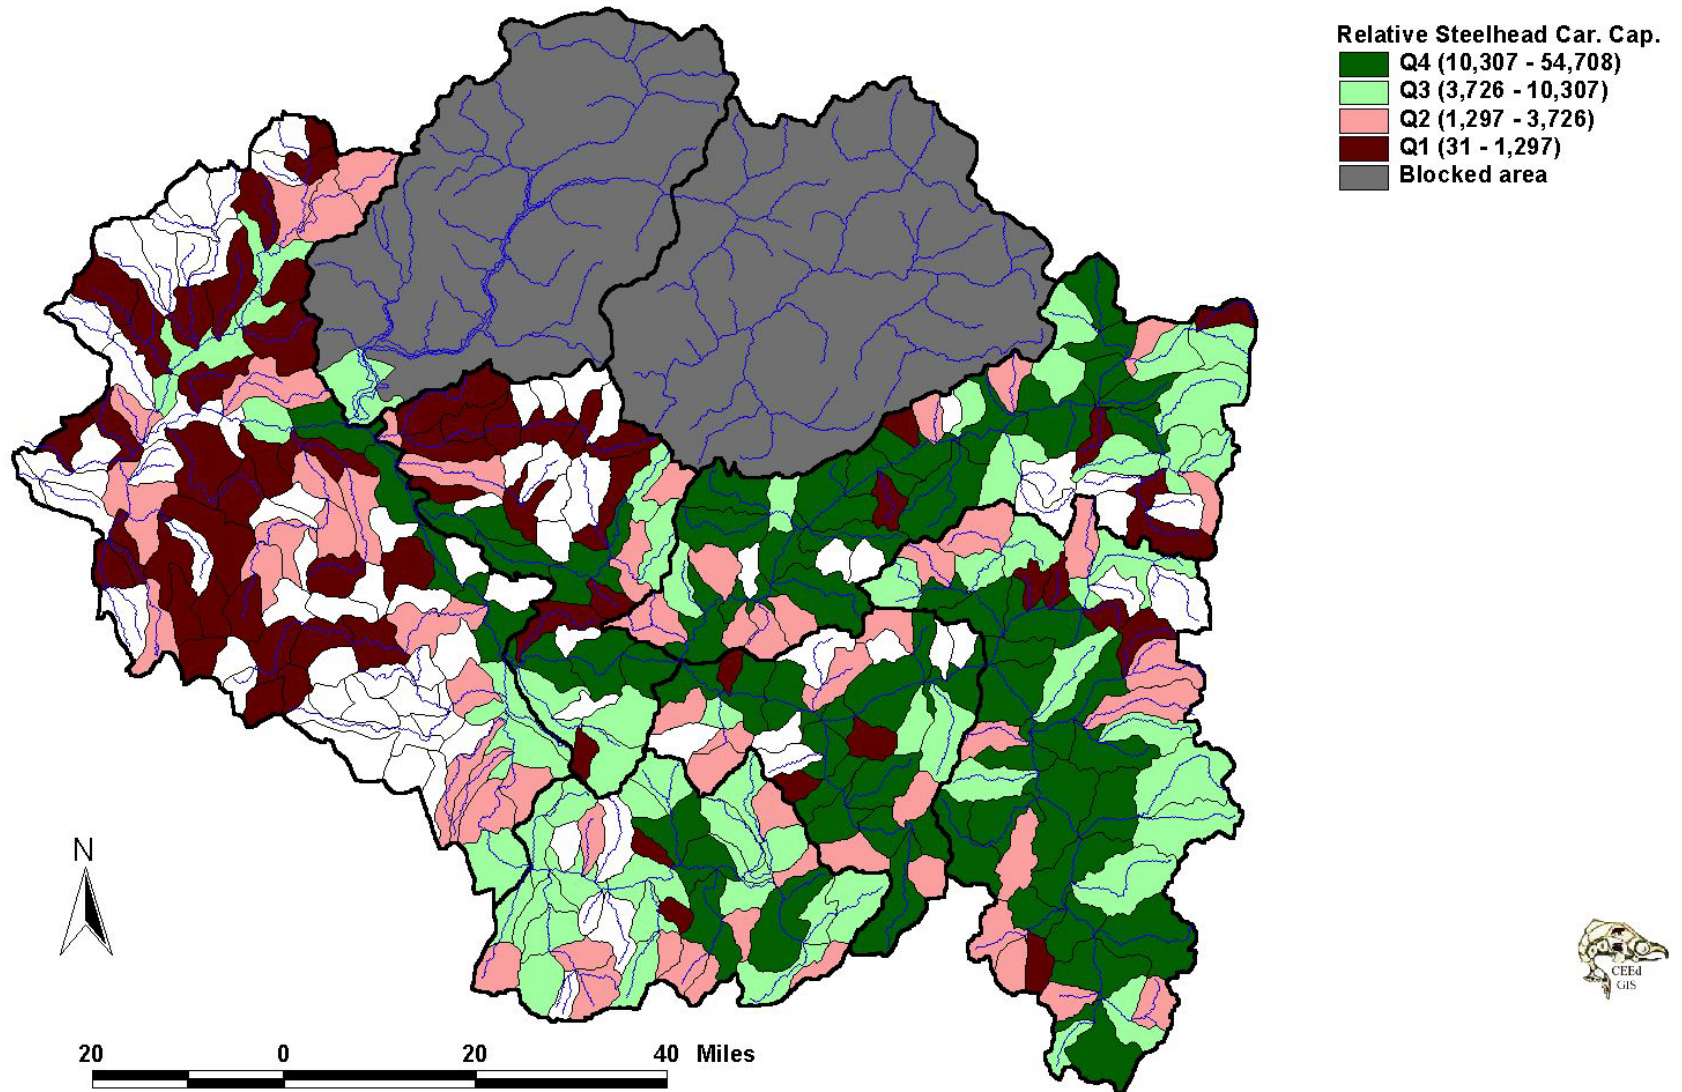 Relative Steelhead Car. Cap.
Q4 (10,307 - 54,708)
Q3 (3,726 - 10,307)
Q2 (1,297 - 3,726)
Q1 (31 - 1,297)
Blocked area
N
CEEd
GIS
20 0 20 40 Miles